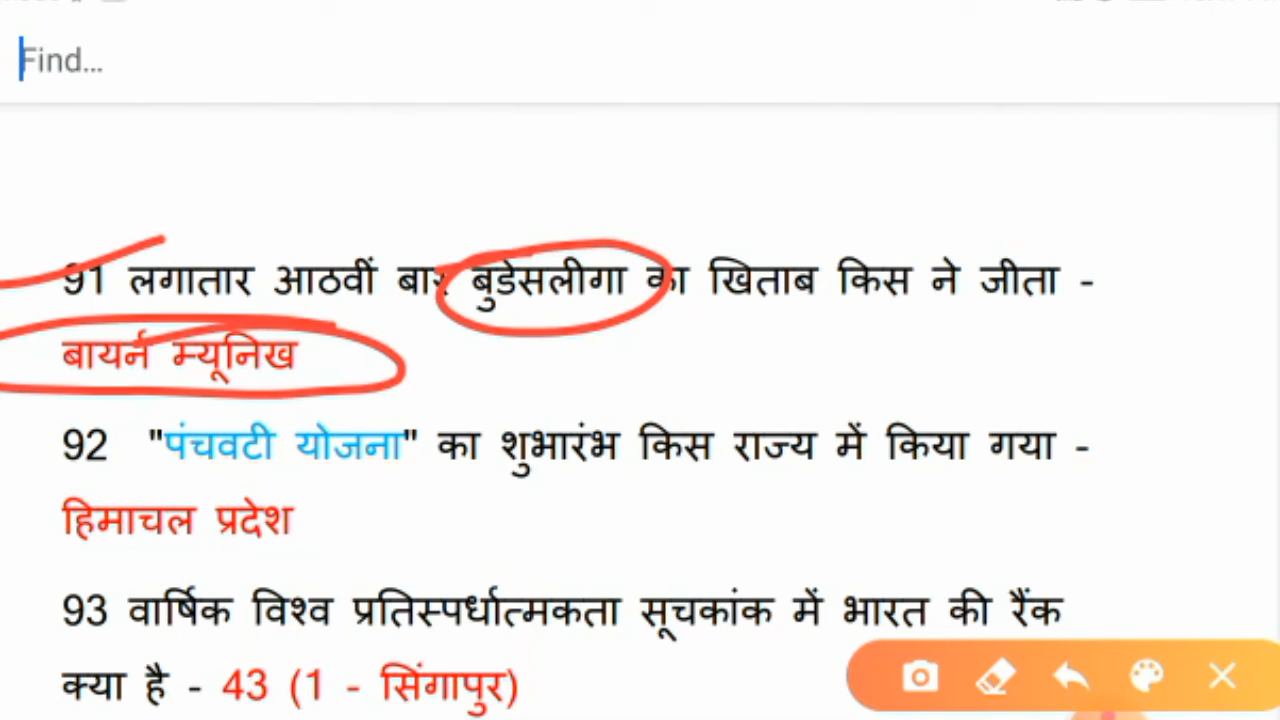 Find...
91 लगातार आठवीं बार बुडेसलीगा का खिताब किस ने जीता -
बायर्न म्यूनिख
92 "पंचवटी योजना" का शुभारंभ किस राज्य में किया गया -
हिमाचल प्रदेश
93 वार्षिक विश्व प्रतिस्पर्धात्मकता सूचकांक में भारत की रैंक
क्या है - 43 (1 - सिंगापुर)